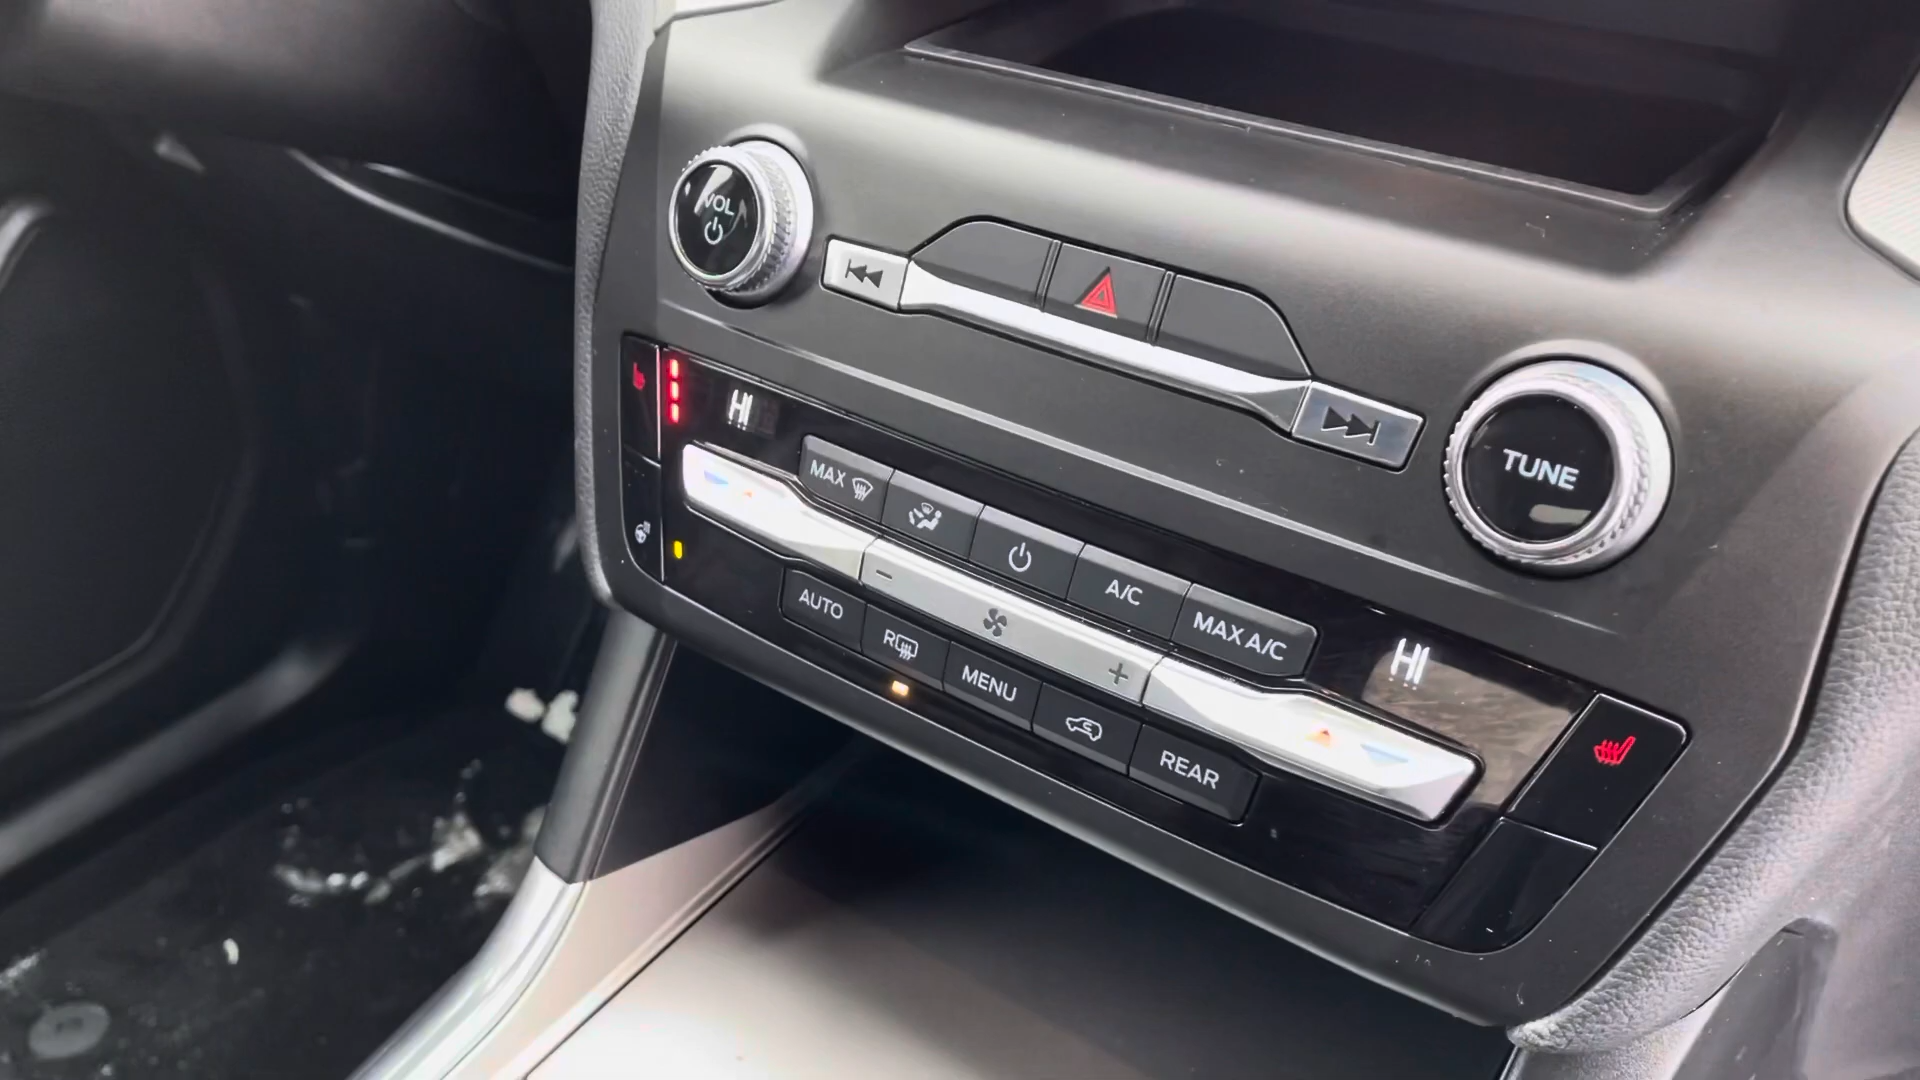 VOL
TUNE
HI
MAX
A/C
MAX A/C
HI
AUTO
R
MENU
REAR